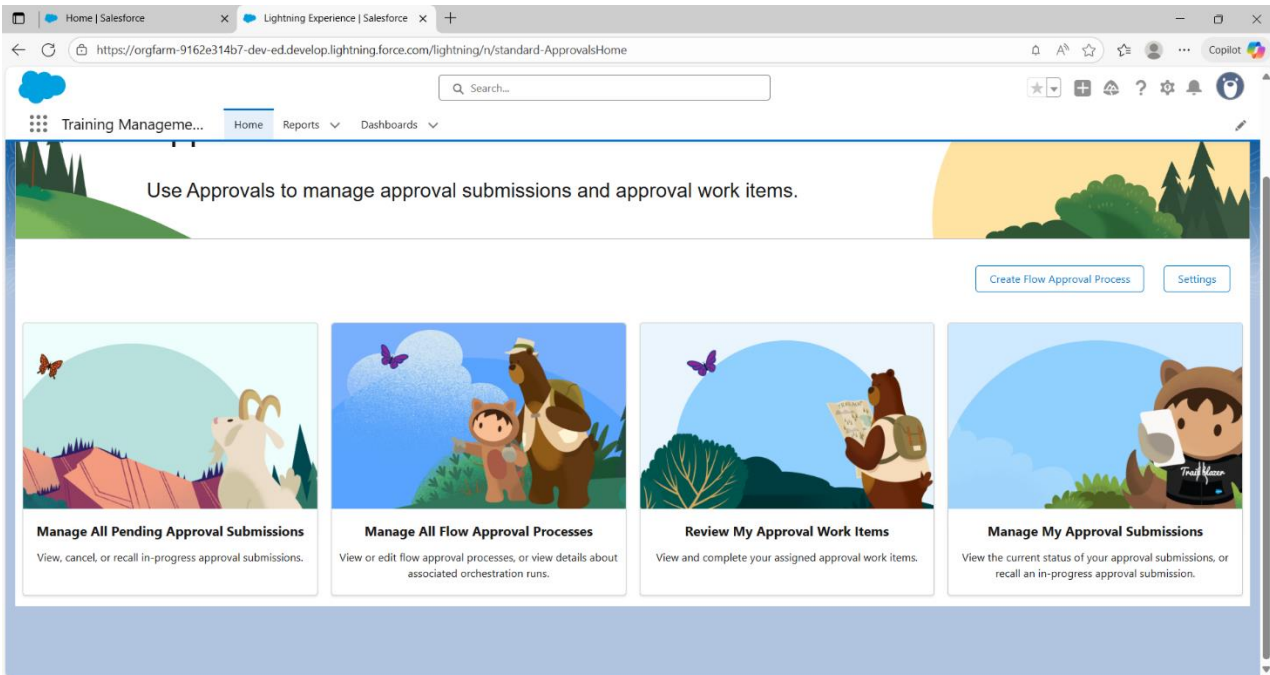 Home | Salesforce
Lightning Experience | Salesforce
https://orgfarm-9162e314b7-dev-ed.develop.lightning.force.com/lightning/n/standard-ApprovalsHome
Copilot
Search...
Training Manageme...
Home
Reports
Dashboards
Use Approvals to manage approval submissions and approval work items.
Create Flow Approval Process
Settings
Trailblazer
Manage All Pending Approval Submissions
View, cancel, or recall in-progress approval submissions.
Manage All Flow Approval Processes
View or edit flow approval processes, or view details about
associated orchestration runs.
Review My Approval Work Items
View and complete your assigned approval work items.
Manage My Approval Submissions
View the current status of your approval submissions, or
recall an in-progress approval submission.